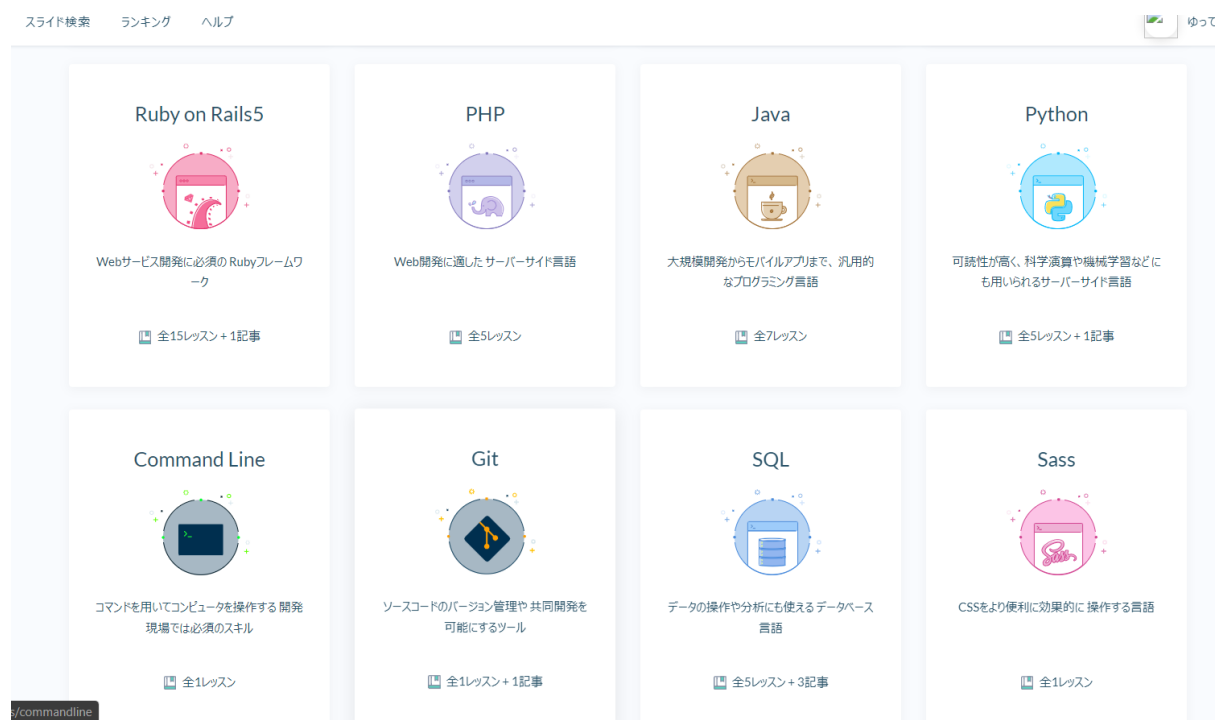 スライド検索 ランキング ヘルプ
ゆって
Ruby on Rails5
PHP
Java
Python
Webサービス開発に必須の Rubyフレームワ
ーク
Web開発に適した サーバーサイド言語
大規模開発からモバイルアプリまで、 汎用的
なプログラミング言語
可読性が高く、科学演算や機械学習などに
も用いられるサーバーサイド言語
全15レッスン + 1記事
全5レッスン
全7レッスン
全5レッスン + 1記事
Command Line
Git
SQL
Sass
Sass
コマンドを用いてコンピュータを操作する 開発
現場では必須のスキル
ソースコードのバージョン管理や 共同開発を
可能にするツール
データの操作や分析にも使える データベース
言語
CSSをより便利に効果的に 操作する言語
全1レッスン
全1レッスン + 1記事
全5レッスン + 3記事
全1レッスン
s/commandline